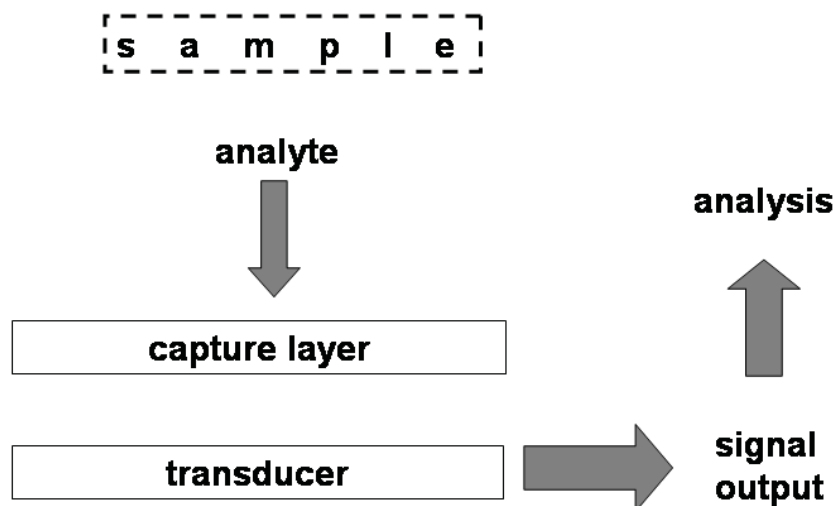 s a m p l e
analyte
capture layer
transducer
signal
output
analysis